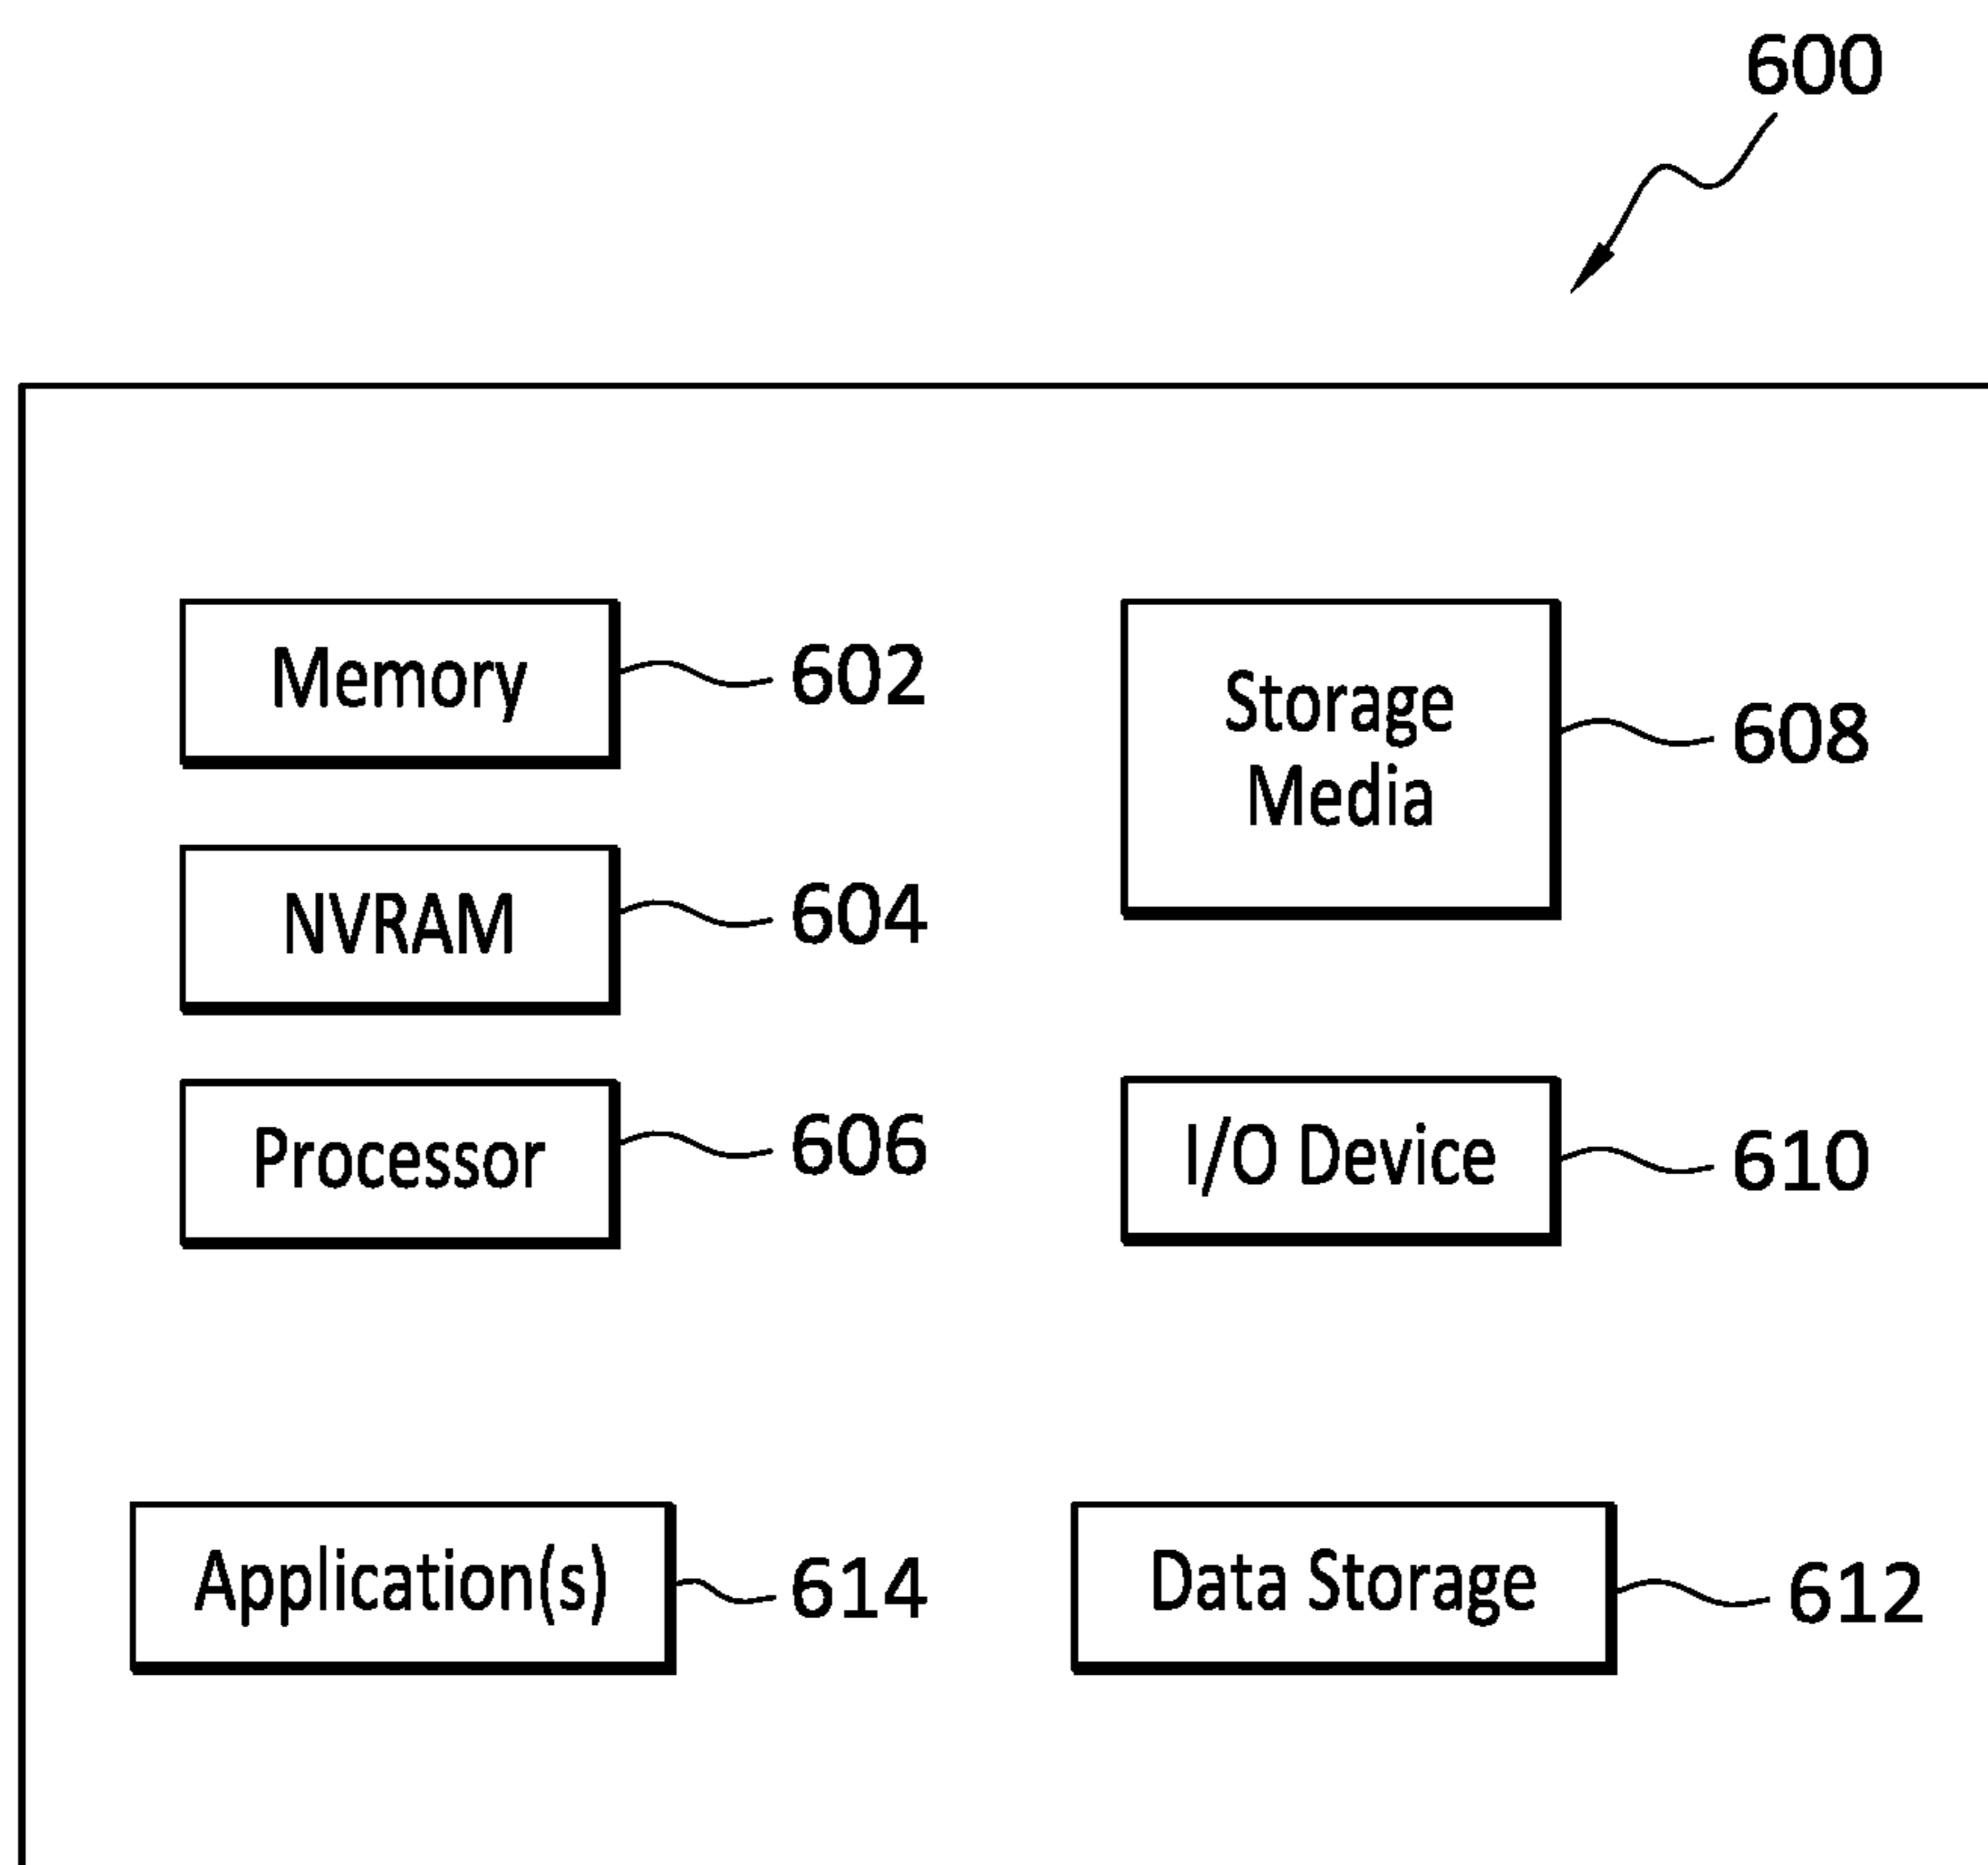 600
Memory
602
Storage
Media
608
NVRAM
604
Processor
606
I/O Device
610
Application(s)
614
Data Storage
612